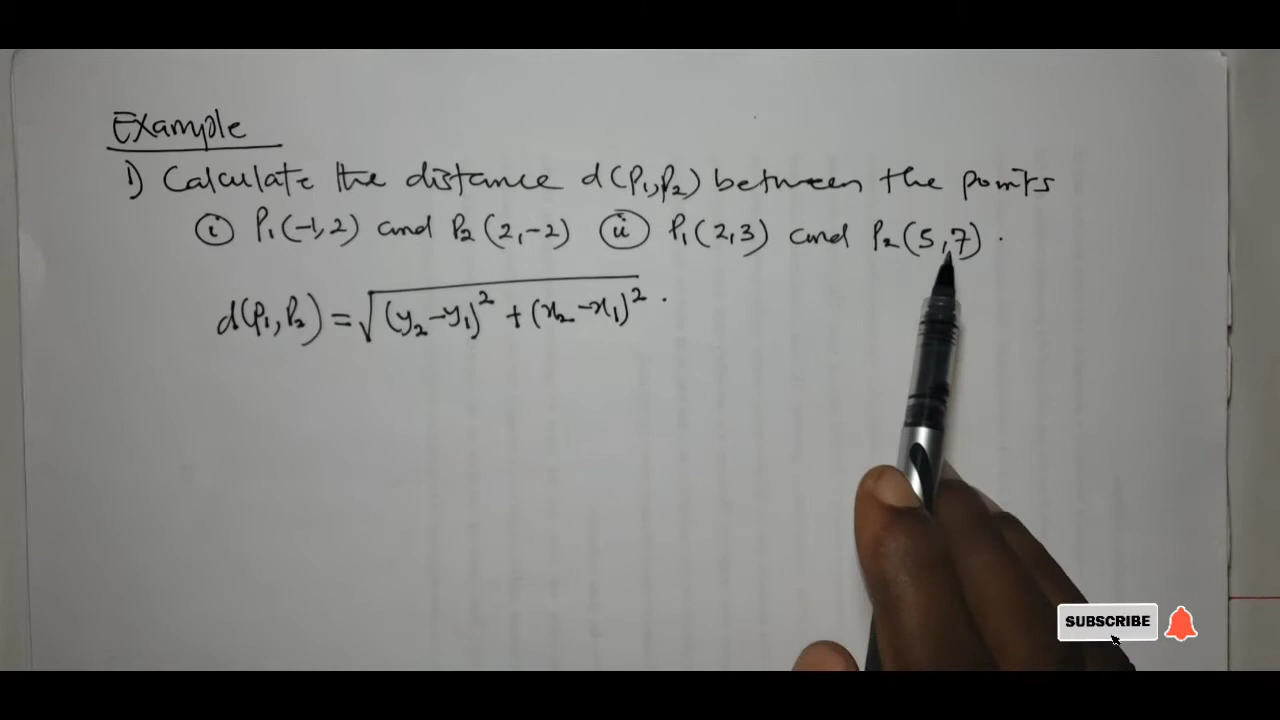 Example
1) Calculate the distance d(P₁,P₂) between the points
(i) P₁(-1,2) and P₂(2,-2) (ii) P₁(2,3) and P₂(5,7).
d(P₁,P₂) = √((y₂-y₁)² + (x₂-x₁)²).
SUBSCRIBE